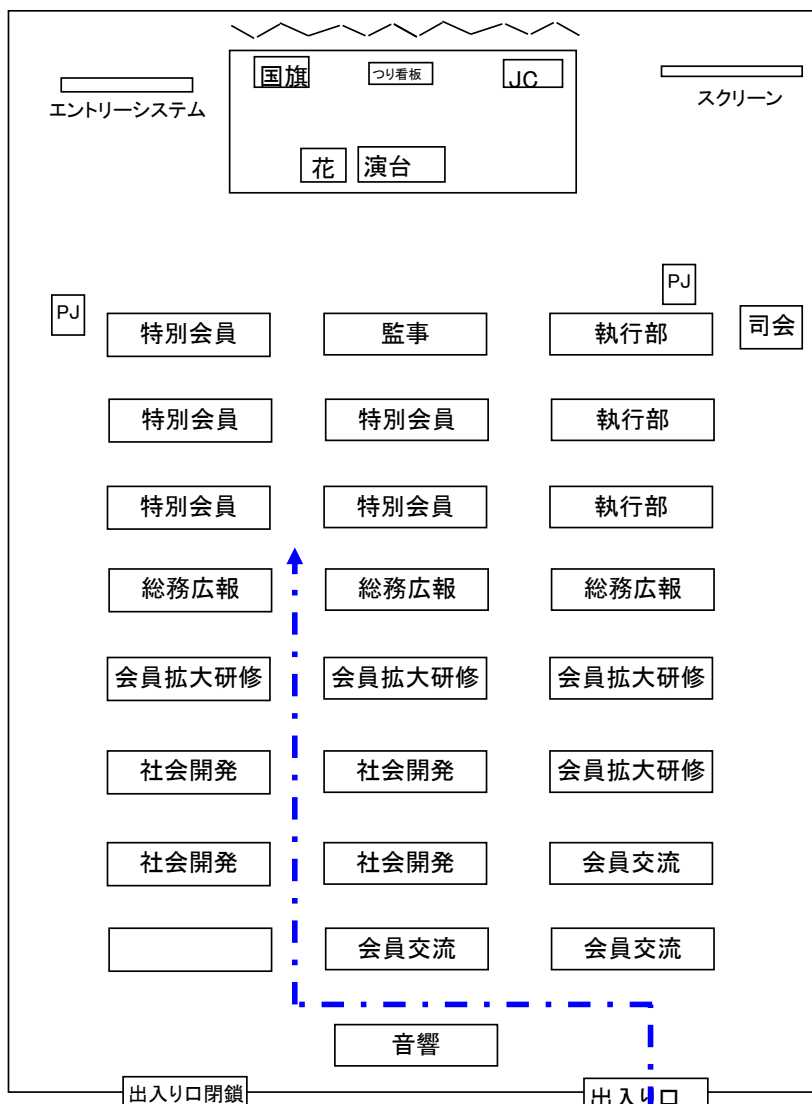 国旗 つり看板 JC
エントリーシステム スクリーン
花 演台
PJ PJ
特別会員 監事 執行部 司会
特別会員 特別会員 執行部
特別会員 特別会員 執行部
総務広報 総務広報 総務広報
会員拡大研修 会員拡大研修 会員拡大研修
社会開発 社会開発 会員拡大研修
社会開発 社会開発 会員交流
会員交流 会員交流
音響
出入り口閉鎖 出入り口